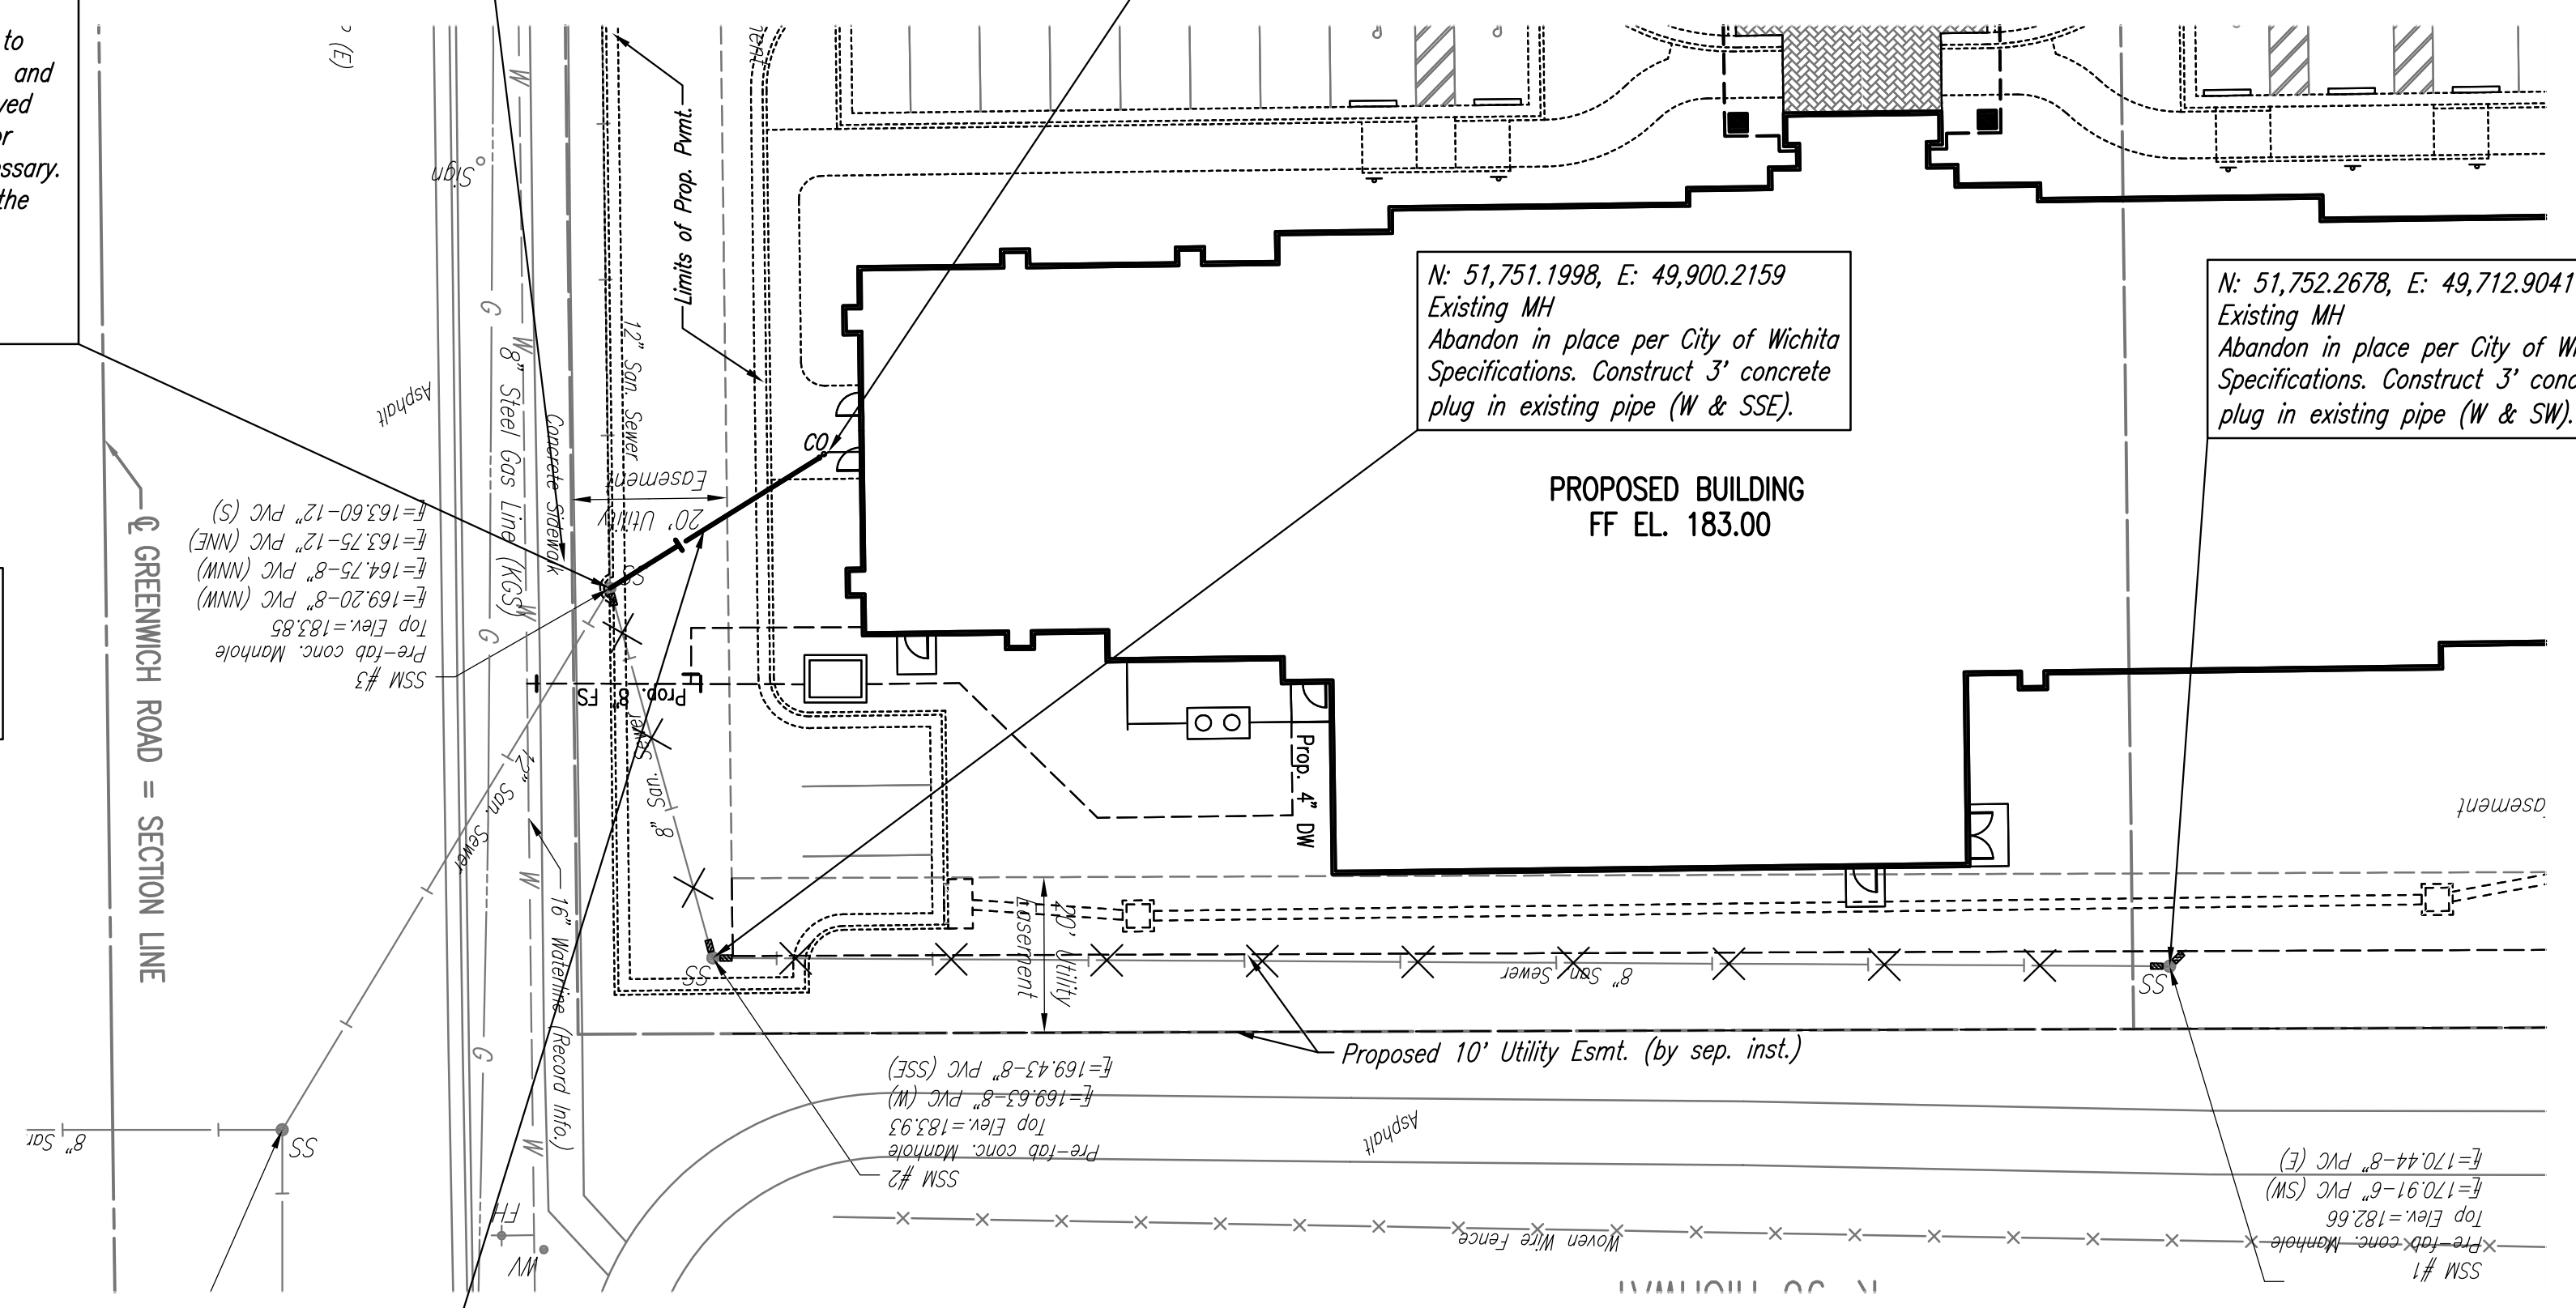 to
and
or
the
(E)
Sign
Limits of Prop. Pvmt.
12" San. Sewer
8" Steel Gas Line (KGS)
Concrete Sidewalk
Asphalt
CO
20' Utility
Easement
N: 51,751.1998, E: 49,900.2159
Existing MH
Abandon in place per City of Wichita
Specifications. Construct 3' concrete
plug in existing pipe (W & SSE).
N: 51,752.2678, E: 49,712.9041
Existing MH
Abandon in place per City of
Specifications. Construct 3'
plug in existing pipe (W & SW).
PROPOSED BUILDING
FF EL. 183.00
℄ GREENWICH ROAD = SECTION LINE
SSM #3
Pre-fab conc. Manhole
Top Elev.=183.85
FL=169.20-8" PVC (NNW)
FL=164.75-8" PVC (NNW)
FL=163.75-12" PVC (NNE)
FL=163.60-12" PVC (S)
SS
W
W
W
W
W
G
G
G
Prop. 8" FS
8" San. Sewer
12" San. Sewer
16" Waterline (Record Info.)
Prop. 4" DW
20' Utility
Easement
SS
8" San. Sewer
SS
Proposed 10' Utility Esmt. (by sep. inst.)
SSM #2
Pre-fab conc. Manhole
Top Elev.=183.93
FL=169.63-8" PVC (W)
FL=169.43-8" PVC (SSE)
Asphalt
SSM #1
Pre-fab conc. Manhole
Top Elev.=182.66
FL=170.91-6" PVC (SW)
FL=170.44-8" PVC (E)
Woven Wire Fence
8"
SS
FH
WV